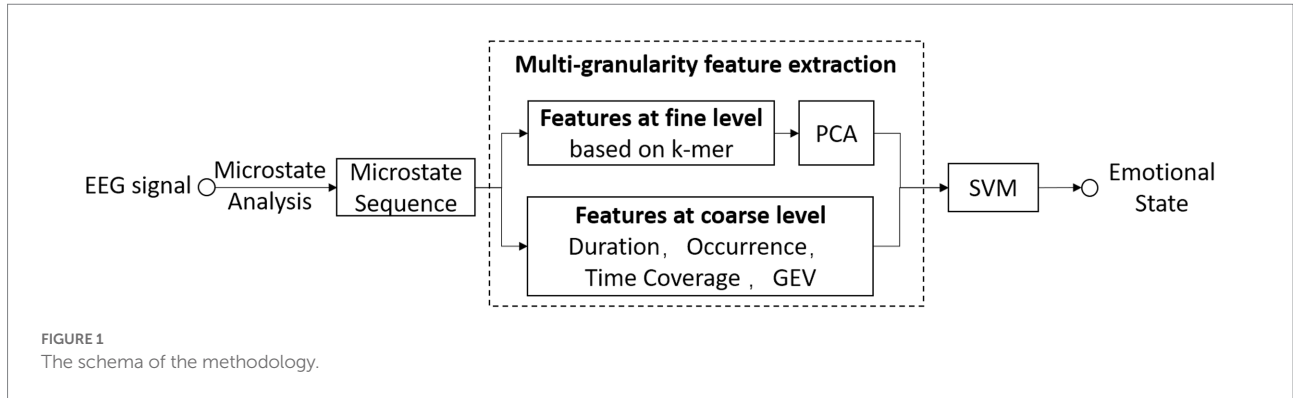 Multi-granularity feature extraction
EEG signal
Microstate
Analysis
Microstate
Sequence
Features at fine level
based on k-mer
PCA
Features at coarse level
Duration， Occurrence，
Time Coverage ， GEV
SVM
Emotional
State
FIGURE 1
The schema of the methodology.